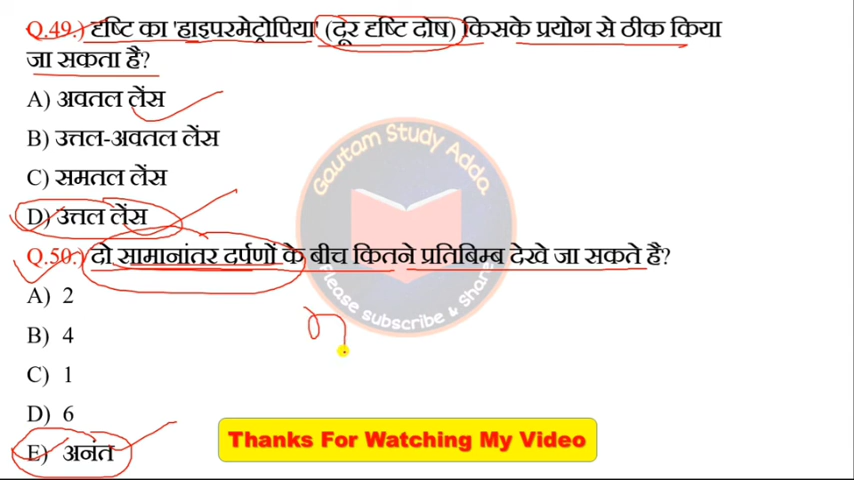 Q.49.) दृष्टि का 'हाइपरमेट्रोपिया' (दूर दृष्टि दोष) किसके प्रयोग से ठीक किया
जा सकता है?
A) अवतल लेंस
B) उत्तल-अवतल लेंस
C) समतल लेंस
D) उत्तल लेंस
Q.50.) दो सामानांतर दर्पणों के बीच कितने प्रतिबिम्ब देखे जा सकते है?
A) 2
B) 4
C) 1
D) 6
E) अनंत
Gautam Study Adda
Please subscribe & share
Thanks For Watching My Video